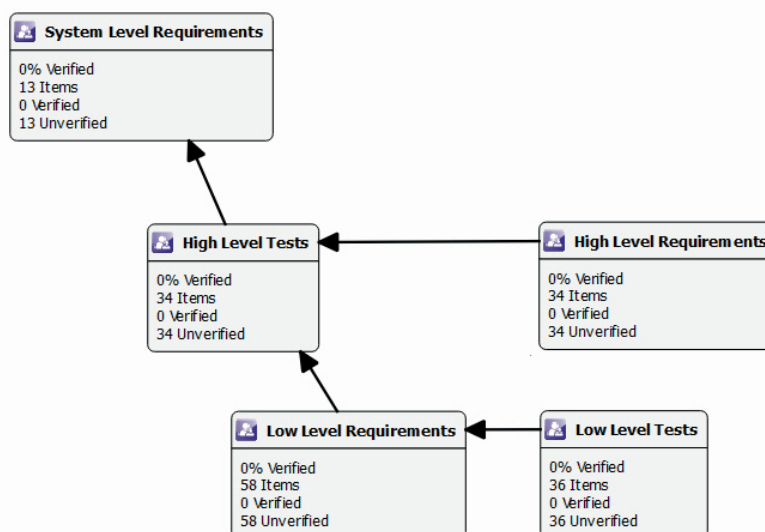 System Level Requirements
0% Verified
13 Items
0 Verified
13 Unverified
High Level Tests
0% Verified
34 Items
0 Verified
34 Unverified
High Level Requirements
0% Verified
34 Items
0 Verified
34 Unverified
Low Level Requirements
0% Verified
58 Items
0 Verified
58 Unverified
Low Level Tests
0% Verified
36 Items
0 Verified
36 Unverified